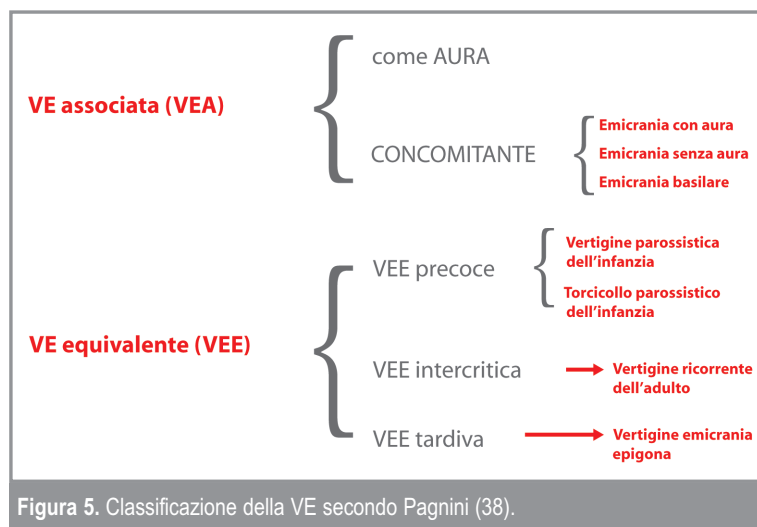 VE associata (VEA)
come AURA
CONCOMITANTE
Emicrania con aura
Emicrania senza aura
Emicrania basilare
VE equivalente (VEE)
VEE precoce
Vertigine parossistica
dell'infanzia
Torcicollo parossistico
dell'infanzia
VEE intercritica
Vertigine ricorrente
dell'adulto
VEE tardiva
Vertigine emicrania
epigona
Figura 5. Classificazione della VE secondo Pagnini (38).